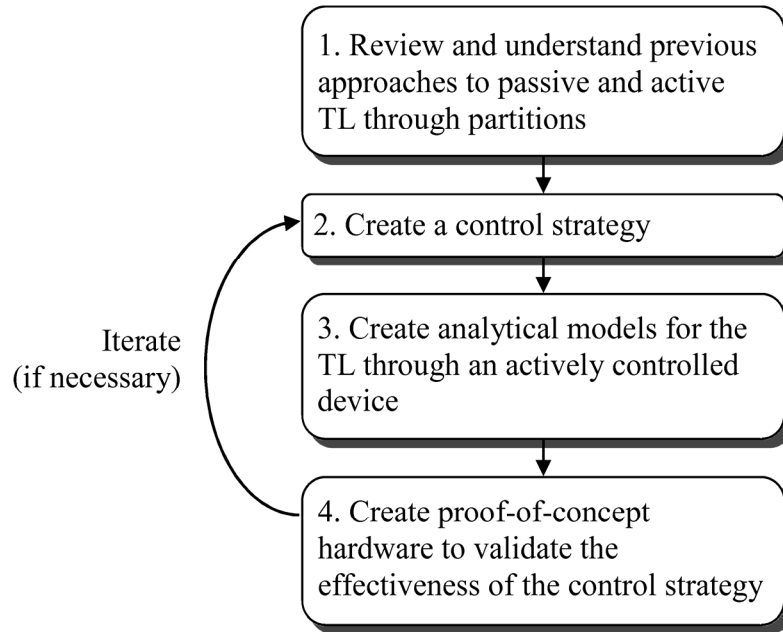 1. Review and understand previous
approaches to passive and active
TL through partitions
2. Create a control strategy
Iterate
(if necessary)
3. Create analytical models for the
TL through an actively controlled
device
4. Create proof-of-concept
hardware to validate the
effectiveness of the control strategy